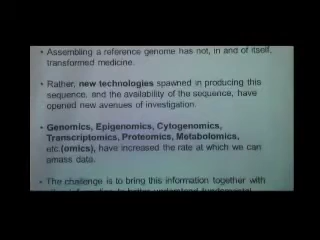 • Assembling a reference genome has not, in and of itself,
transformed medicine.
• Rather, new technologies spawned in producing this
sequence, and the availability of the sequence, have
opened new avenues of investigation.
• Genomics, Epigenomics, Cytogenomics,
Transcriptomics, Proteomics, Metabolomics,
etc.(omics), have increased the rate at which we can
amass data.
• The challenge is to bring this information together with